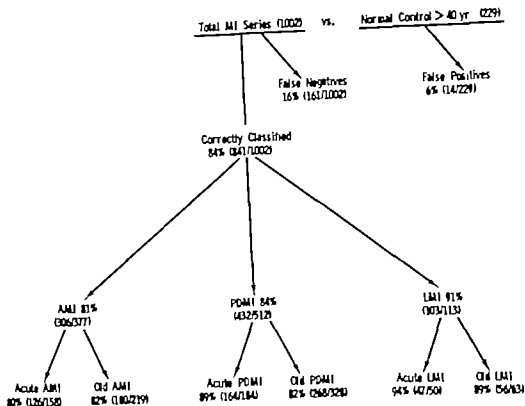 Total MI Series (1002) vs. Normal Control > 40 yr (229)
False Negatives
16% (161/1002)
False Positives
6% (14/229)
Correctly Classified
84% (841/1002)
AMI 81%
(306/377)
PDMI 84%
(432/512)
LMI 91%
(103/113)
Acute AMI
80% (126/158)
Old AMI
82% (180/219)
Acute PDMI
89% (164/184)
Old PDMI
82% (268/328)
Acute LMI
94% (47/50)
Old LMI
89% (56/63)